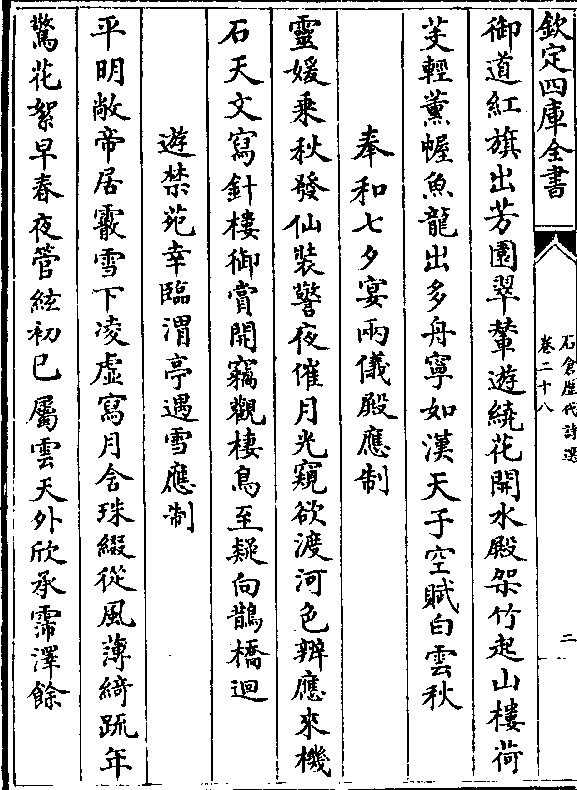 欽定四庫全書
石倉歴代詩選
卷二十八
二
御道紅旗出芳園翠輦遊繞花開水殿架竹起山樓荷
芰輕薰幄魚龍出多舟寧如漢天子空賦白雲秋
奉和七夕宴兩儀殿應制
靈媛乘秋發仙裝警夜催月光窺欲渡河色辨應來機
石天文寫針樓御賞開竊觀棲鳥至疑向鵲橋迴
遊禁苑幸臨渭亭遇雪應制
平明敞帝居霰雪下凌虛寫月含珠綴從風薄綺疏年
驚花絮早春夜管絃初已屬雲天外欣承霈澤餘